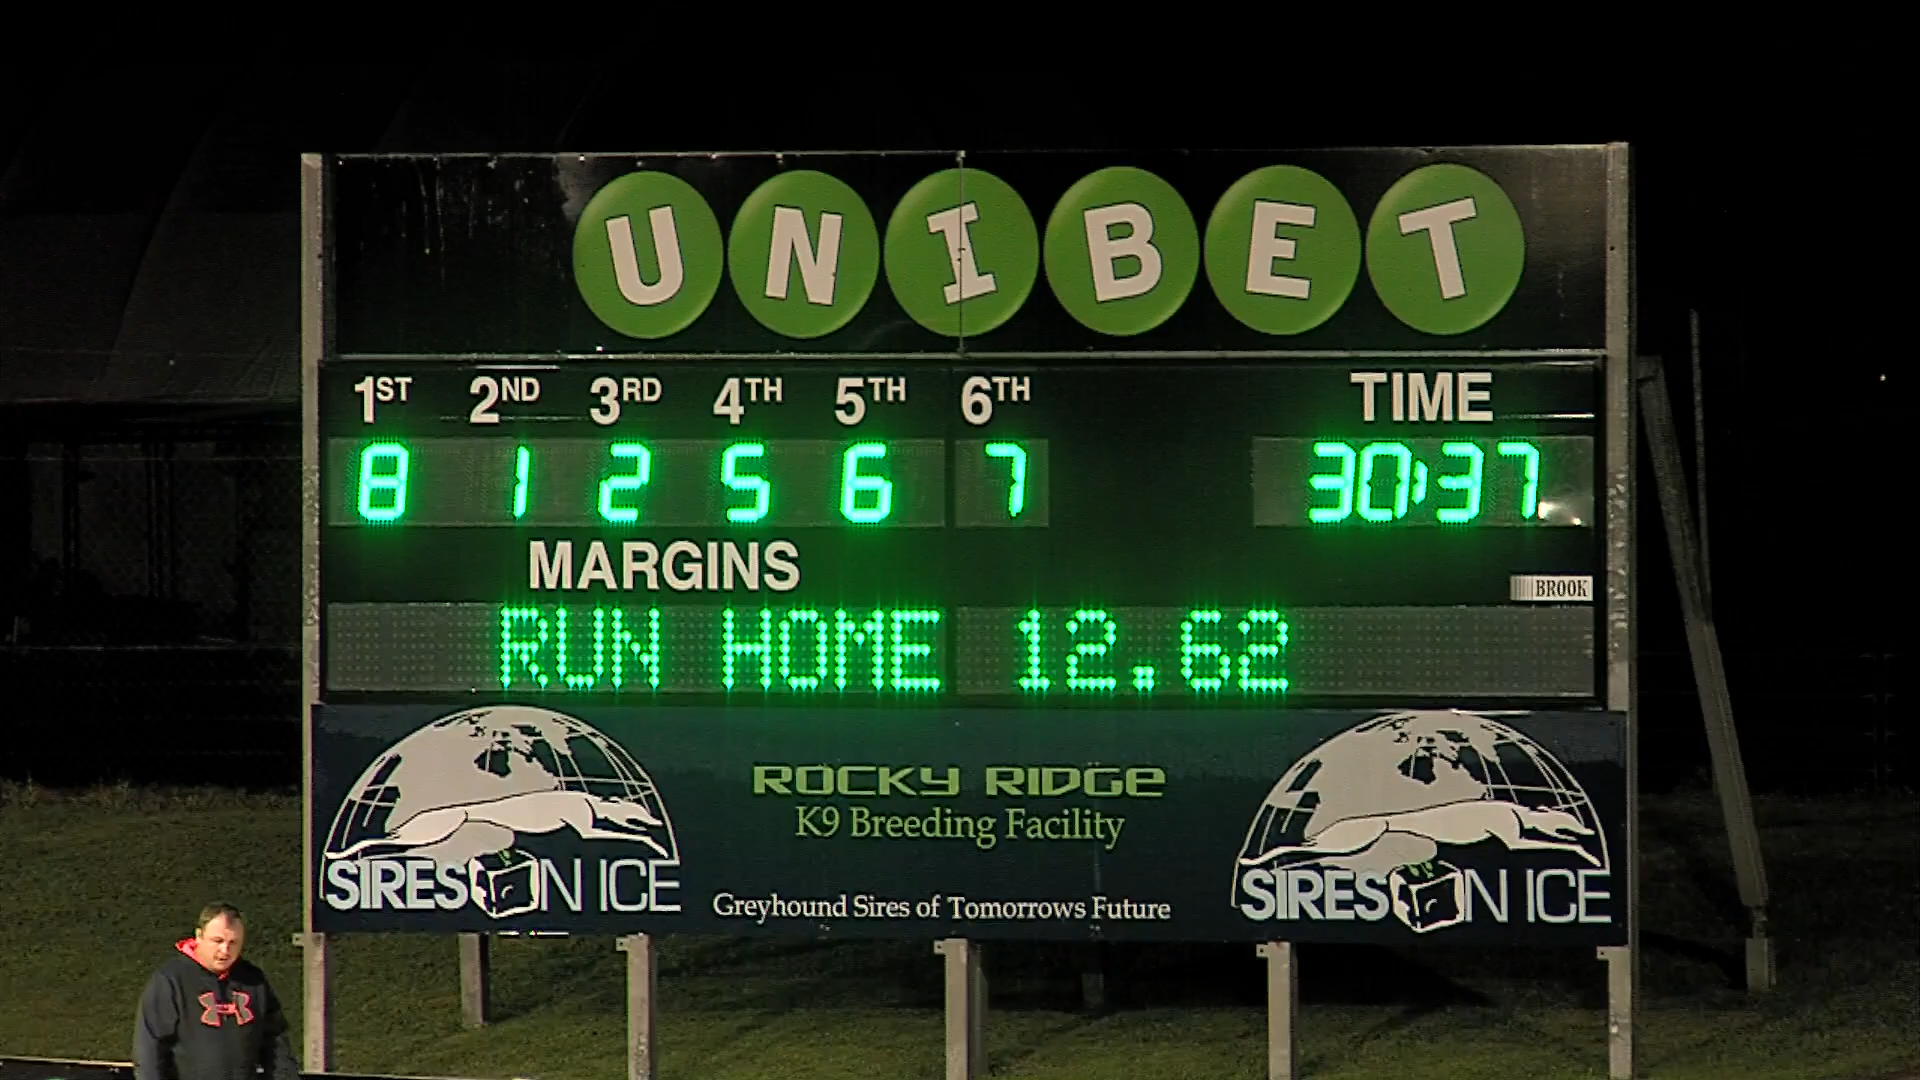 UNIBET
1ST 2ND 3RD 4TH 5TH 6TH TIME
8 1 2 5 6 7 30:37
MARGINS
BROOK
RUN HOME 12.62
ROCKY RIDGE
K9 Breeding Facility
SIRES ON ICE
Greyhound Sires of Tomorrows Future
SIRES ON ICE